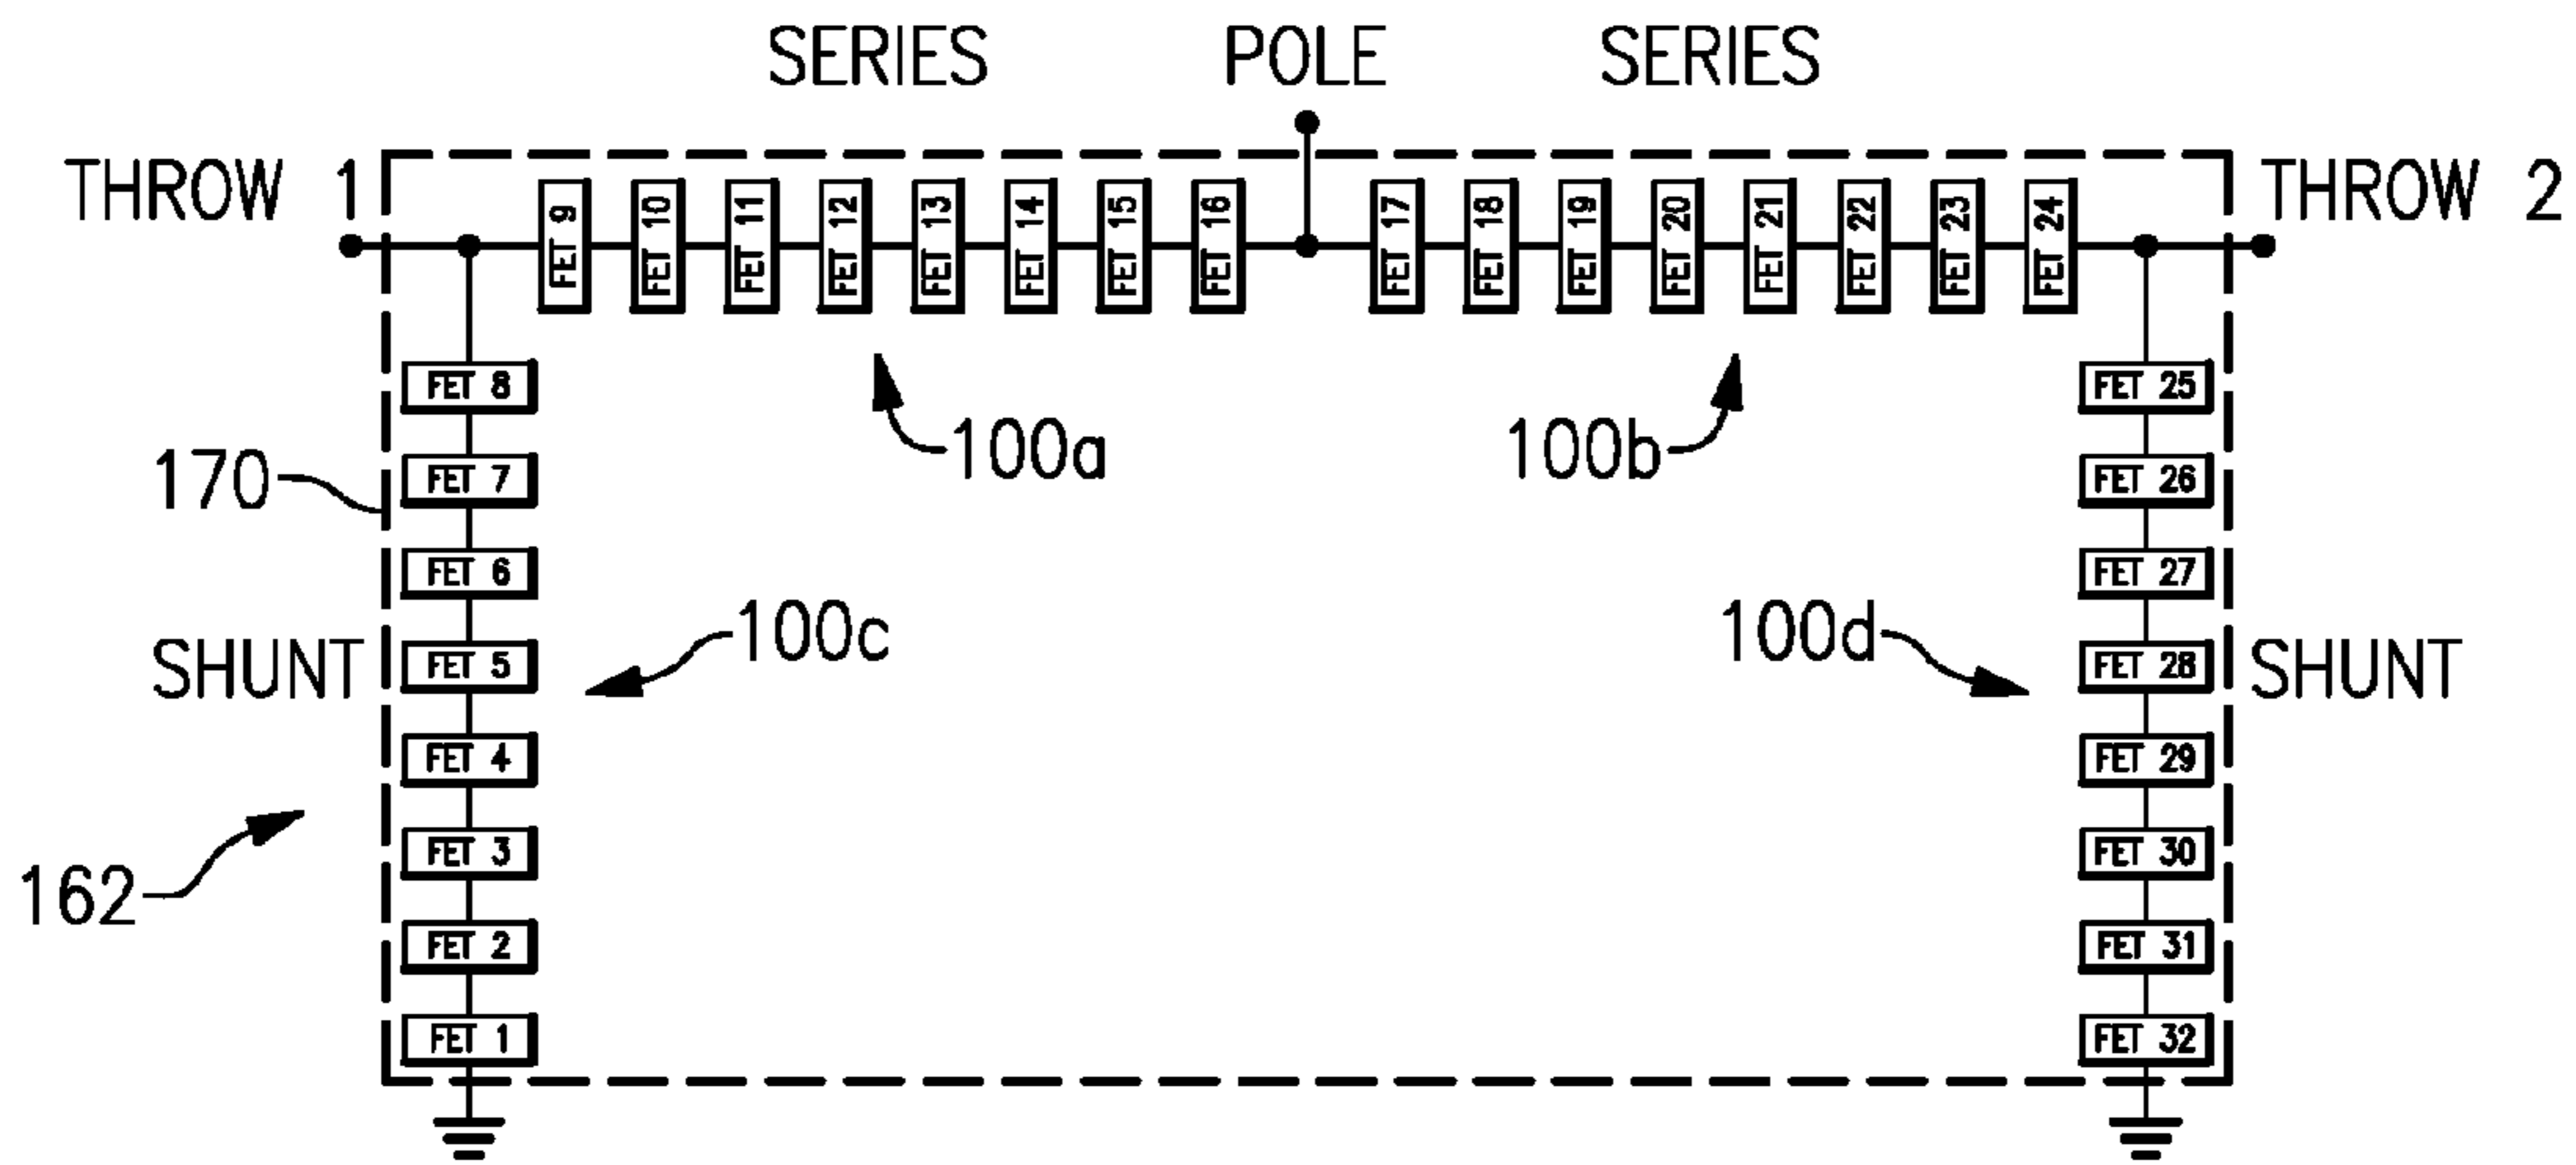 SERIES POLE SERIES
THROW 1
THROW 2
FET 9
FET 10
FET 11
FET 12
FET 13
FET 14
FET 15
FET 16
FET 17
FET 18
FET 19
FET 20
FET 21
FET 22
FET 23
FET 24
FET 8
FET 25
100a
100b
170
FET 7
FET 26
FET 6
FET 27
100c
100d
SHUNT
FET 5
FET 28
SHUNT
FET 4
FET 29
FET 3
FET 30
162
FET 2
FET 31
FET 1
FET 32